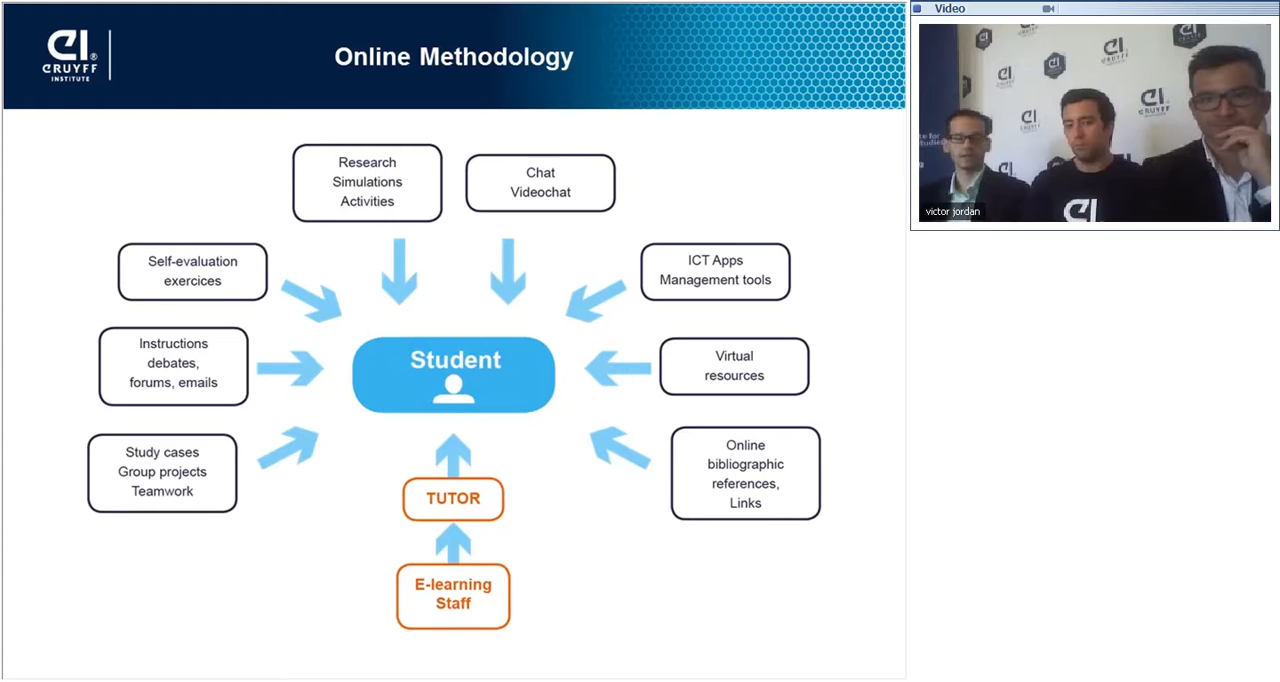 CRUYFF
INSTITUTE
Online Methodology
Research
Simulations
Activities
Chat
Videochat
Self-evaluation
exercices
ICT Apps
Management tools
Instructions
debates,
forums, emails
Student
Virtual
resources
Study cases
Group projects
Teamwork
Online
bibliographic
references,
Links
TUTOR
E-learning
Staff
Video
victor jordan